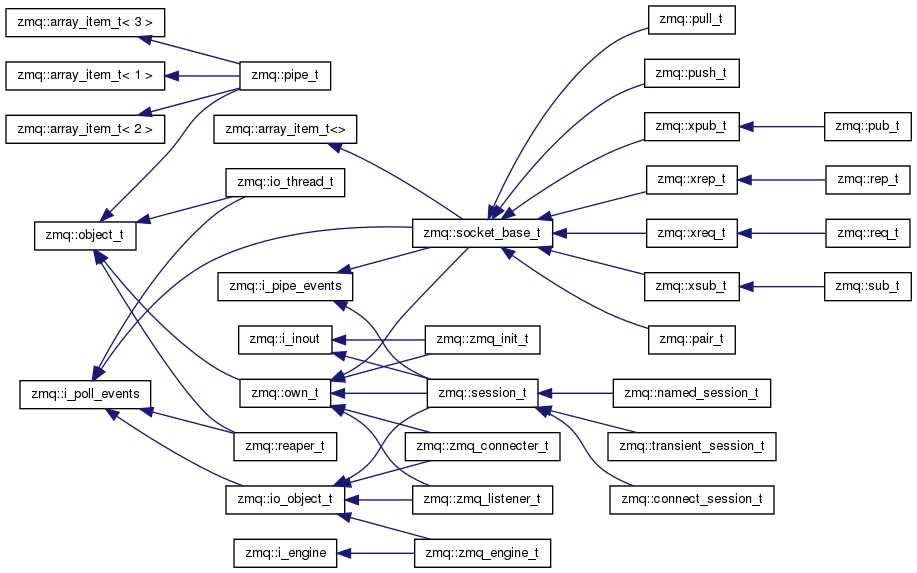 zmq::array_item_t< 3 >
zmq::array_item_t< 1 >
zmq::array_item_t< 2 >
zmq::object_t
zmq::i_poll_events
zmq::pipe_t
zmq::array_item_t<>
zmq::io_thread_t
zmq::i_pipe_events
zmq::i_inout
zmq::own_t
zmq::reaper_t
zmq::io_object_t
zmq::i_engine
zmq::socket_base_t
zmq::zmq_init_t
zmq::session_t
zmq::zmq_connecter_t
zmq::zmq_listener_t
zmq::zmq_engine_t
zmq::pull_t
zmq::push_t
zmq::xpub_t
zmq::xrep_t
zmq::xreq_t
zmq::xsub_t
zmq::pair_t
zmq::named_session_t
zmq::transient_session_t
zmq::connect_session_t
zmq::pub_t
zmq::rep_t
zmq::req_t
zmq::sub_t